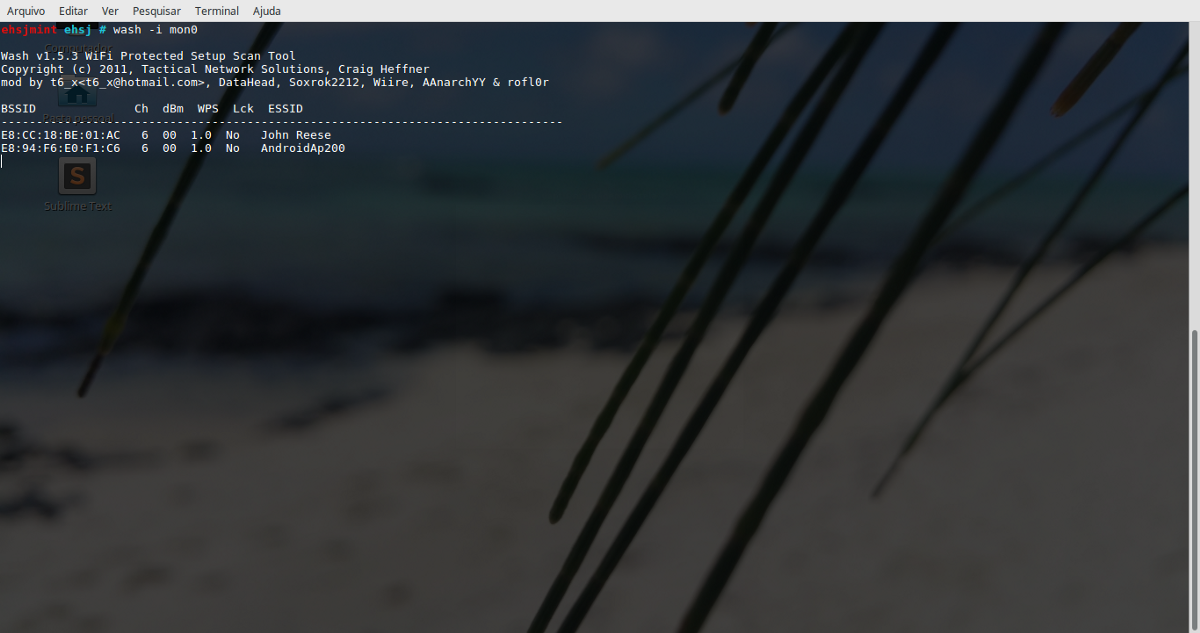 Arquivo Editar Ver Pesquisar Terminal Ajuda
ehsjmint ehsj # wash -i mon0
Computador
Wash v1.5.3 WiFi Protected Setup Scan Tool
Copyright (c) 2011, Tactical Network Solutions, Craig Heffner
mod by t6_x<t6_x@hotmail.com>, DataHead, Soxrok2212, Wiire, AAnarchYY & rofl0r
BSSID Ch dBm WPS Lck ESSID
Pasta pessoal
--------------------------------------------------------------------------------
E8:CC:18:BE:01:AC 6 00 1.0 No John Reese
E8:94:F6:E0:F1:C6 6 00 1.0 No AndroidAp200
S
Sublime Text